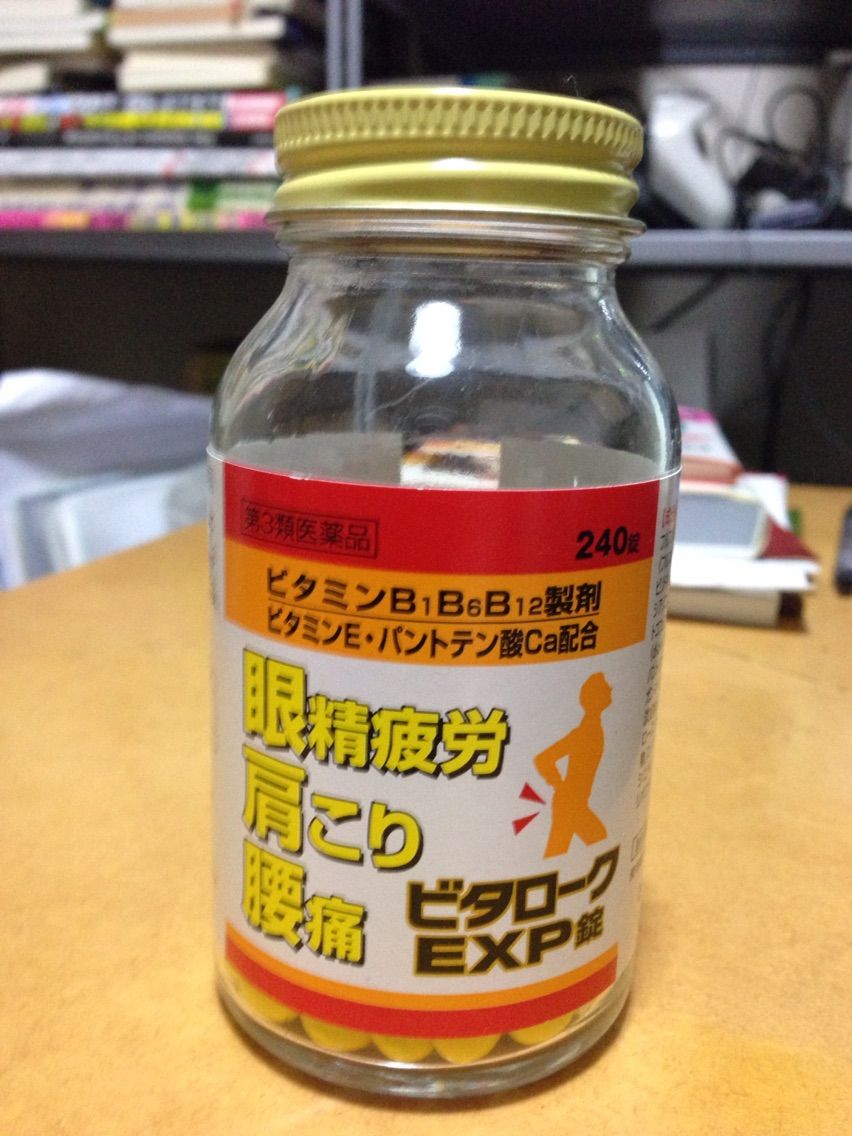 第3類医薬品
240錠
ビタミンB1B6B12製剤
ビタミンE・パントテン酸Ca配合
眼精疲労
肩こり
腰痛
ビタローク
EXP錠